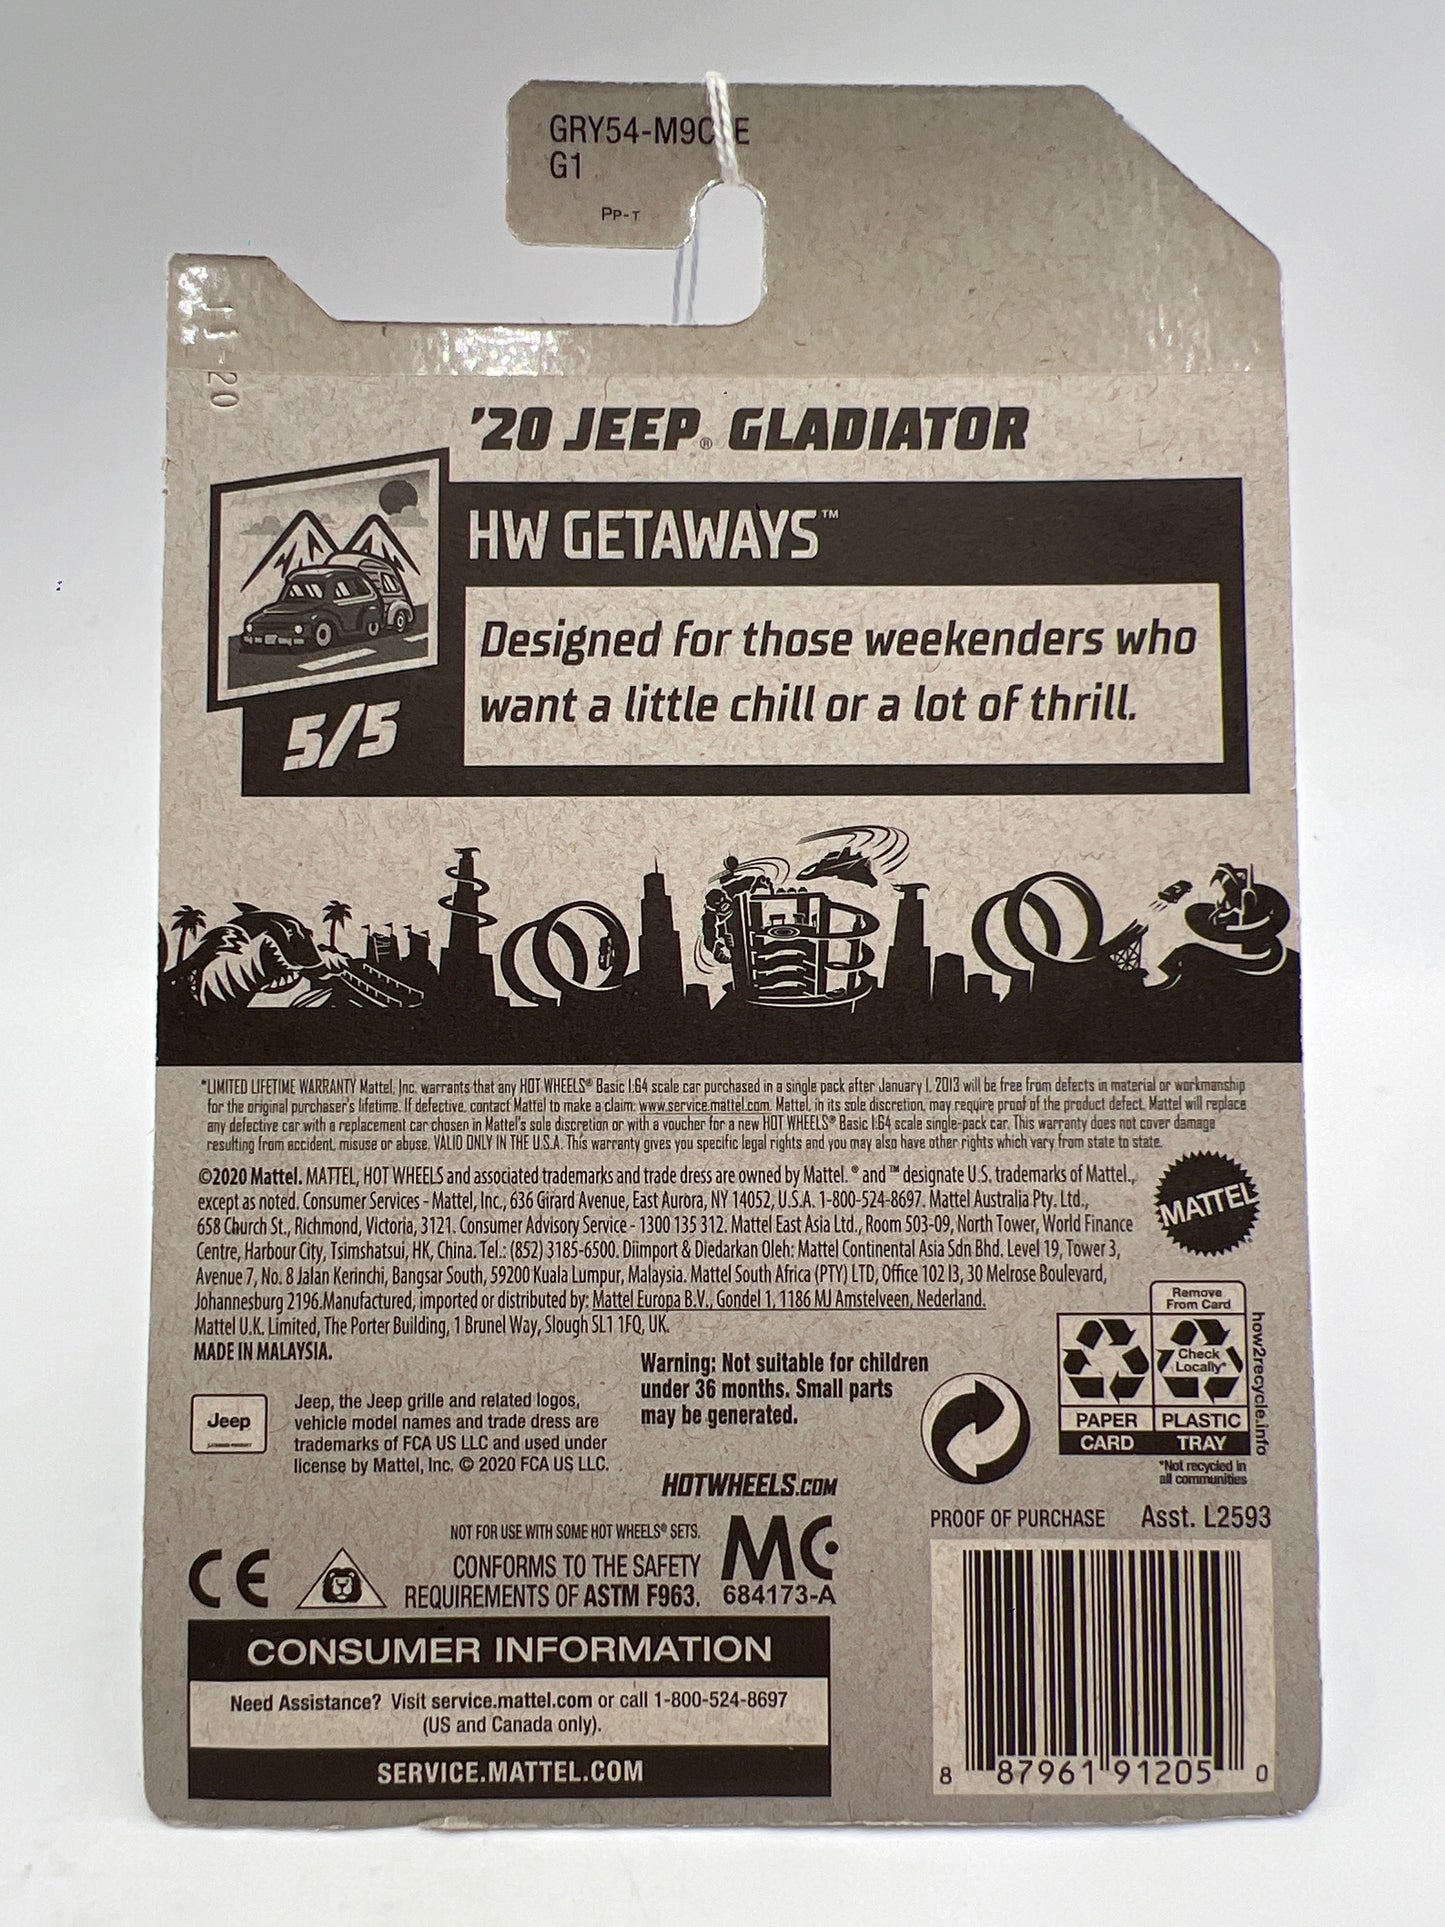 GRY54-M9C E
G1
PP-T
'20 JEEP® GLADIATOR
HW GETAWAYS™
Designed for those weekenders who
want a little chill or a lot of thrill.
5/5
*LIMITED LIFETIME WARRANTY Mattel, Inc. warrants that any HOT WHEELS® Basic 1:64 scale car purchased in a single pack after January 1, 2013 will be free from defects in material or workmanship
for the original purchaser's lifetime. If defective, contact Mattel to make a claim: www.service.mattel.com. Mattel, in its sole discretion, may require proof of the product defect. Mattel will replace
any defective car with a replacement car chosen in Mattel's sole discretion or with a voucher for a new HOT WHEELS® Basic 1:64 scale single-pack car. This warranty does not cover damage
resulting from accident, misuse or abuse. VALID ONLY IN THE U.S.A. This warranty gives you specific legal rights and you may also have other rights which vary from state to state.
©2020 Mattel. MATTEL, HOT WHEELS and associated trademarks and trade dress are owned by Mattel. ® and ™ designate U.S. trademarks of Mattel.,
except as noted. Consumer Services - Mattel, Inc., 636 Girard Avenue, East Aurora, NY 14052, U.S.A. 1-800-524-8697. Mattel Australia Pty. Ltd.,
658 Church St., Richmond, Victoria, 3121. Consumer Advisory Service - 1300 135 312. Mattel East Asia Ltd., Room 503-09, North Tower, World Finance
Centre, Harbour City, Tsimshatsui, HK, China. Tel.: (852) 3185-6500. Diimport & Diedarkan Oleh: Mattel Continental Asia Sdn Bhd. Level 19, Tower 3,
Avenue 7, No. 8 Jalan Kerinchi, Bangsar South, 59200 Kuala Lumpur, Malaysia. Mattel South Africa (PTY) LTD, Office 102 I3, 30 Melrose Boulevard,
Johannesburg 2196.Manufactured, imported or distributed by: Mattel Europa B.V., Gondel 1, 1186 MJ Amstelveen, Nederland.
Mattel U.K. Limited, The Porter Building, 1 Brunel Way, Slough SL1 1FQ, UK.
MADE IN MALAYSIA.
MATTEL
Remove
From Card
Check
Locally*
PAPER
PLASTIC
CARD
TRAY
how2recycle.info
*Not recycled in
all communities
Warning: Not suitable for children
under 36 months. Small parts
may be generated.
Jeep
LICENSED PRODUCT
Jeep, the Jeep grille and related logos,
vehicle model names and trade dress are
trademarks of FCA US LLC and used under
license by Mattel, Inc. © 2020 FCA US LLC.
HOTWHEELS.COM
PROOF OF PURCHASE
Asst. L2593
NOT FOR USE WITH SOME HOT WHEELS® SETS.
CE
CONFORMS TO THE SAFETY
REQUIREMENTS OF ASTM F963.
MC
684173-A
CONSUMER INFORMATION
Need Assistance? Visit service.mattel.com or call 1-800-524-8697
(US and Canada only).
SERVICE.MATTEL.COM
8 87961 91205 0